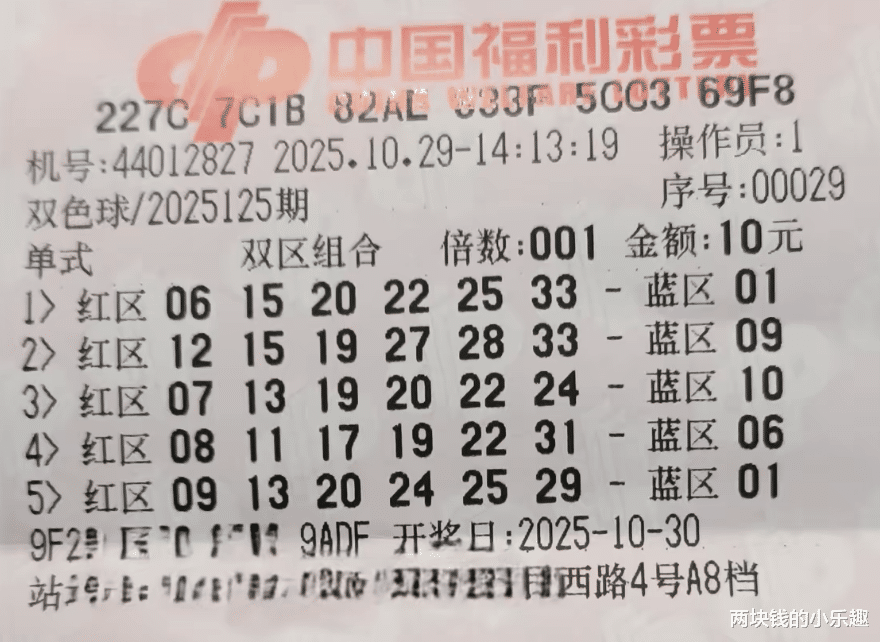 中国福利彩票
227C 7C1B 5CC3 69F8
机号:44012827 2025.10.29-14:13:19 操作员:1
双色球/2025125期 序号:00029
单式 双区组合 倍数:001 金额:10元
1> 红区 06 15 20 22 25 33 - 蓝区 01
2> 红区 12 15 19 27 28 33 - 蓝区 09
3> 红区 07 13 19 20 22 24 - 蓝区 10
4> 红区 08 11 17 19 22 31 - 蓝区 06
5> 红区 09 13 20 24 25 29 - 蓝区 01
9ADF 开奖日:2025-10-30
西路4号A8档
两块钱的小乐趣